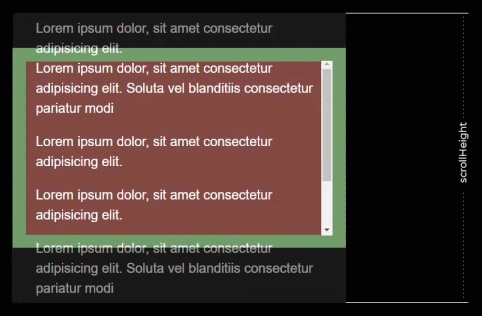 Lorem ipsum dolor, sit amet consectetur
adipisicing elit.
Lorem ipsum dolor, sit amet consectetur
adipisicing elit. Soluta vel blanditiis consectetur
pariatur modi
Lorem ipsum dolor, sit amet consectetur
adipisicing elit.
Lorem ipsum dolor, sit amet consectetur
adipisicing elit.
Lorem ipsum dolor, sit amet consectetur
adipisicing elit. Soluta vel blanditiis consectetur
pariatur modi
scrollHeight